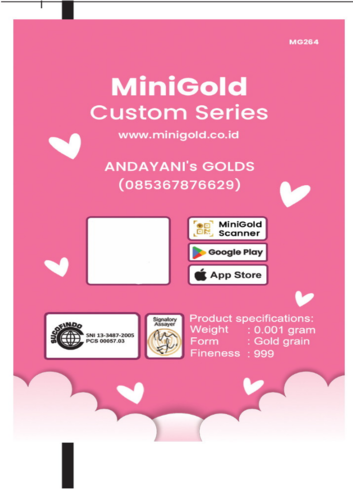 MG264
MiniGold
Custom Series
www.minigold.co.id
ANDAYANI's GOLDS
(085367876629)
MiniGold
Scanner
Google Play
App Store
SUCOFINDO
SNI 13-3487-2005
PCB 00057.03
Signatory
Assayer
Product specifications:
Weight : 0.001 gram
Form : Gold grain
Fineness : 999